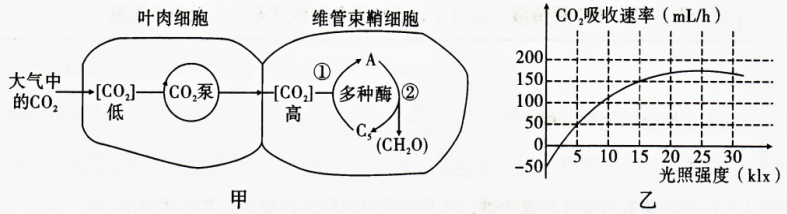 叶肉细胞
维管束鞘细胞
大气中
的CO₂
[CO₂]
低
CO₂泵
[CO₂]
高
①
A
多种酶
②
C₅
(CH₂O)
甲
CO₂吸收速率(mL/h)
200
150
100
50
0
-50
5 10 15 20 25 30
光照强度(klx)
乙